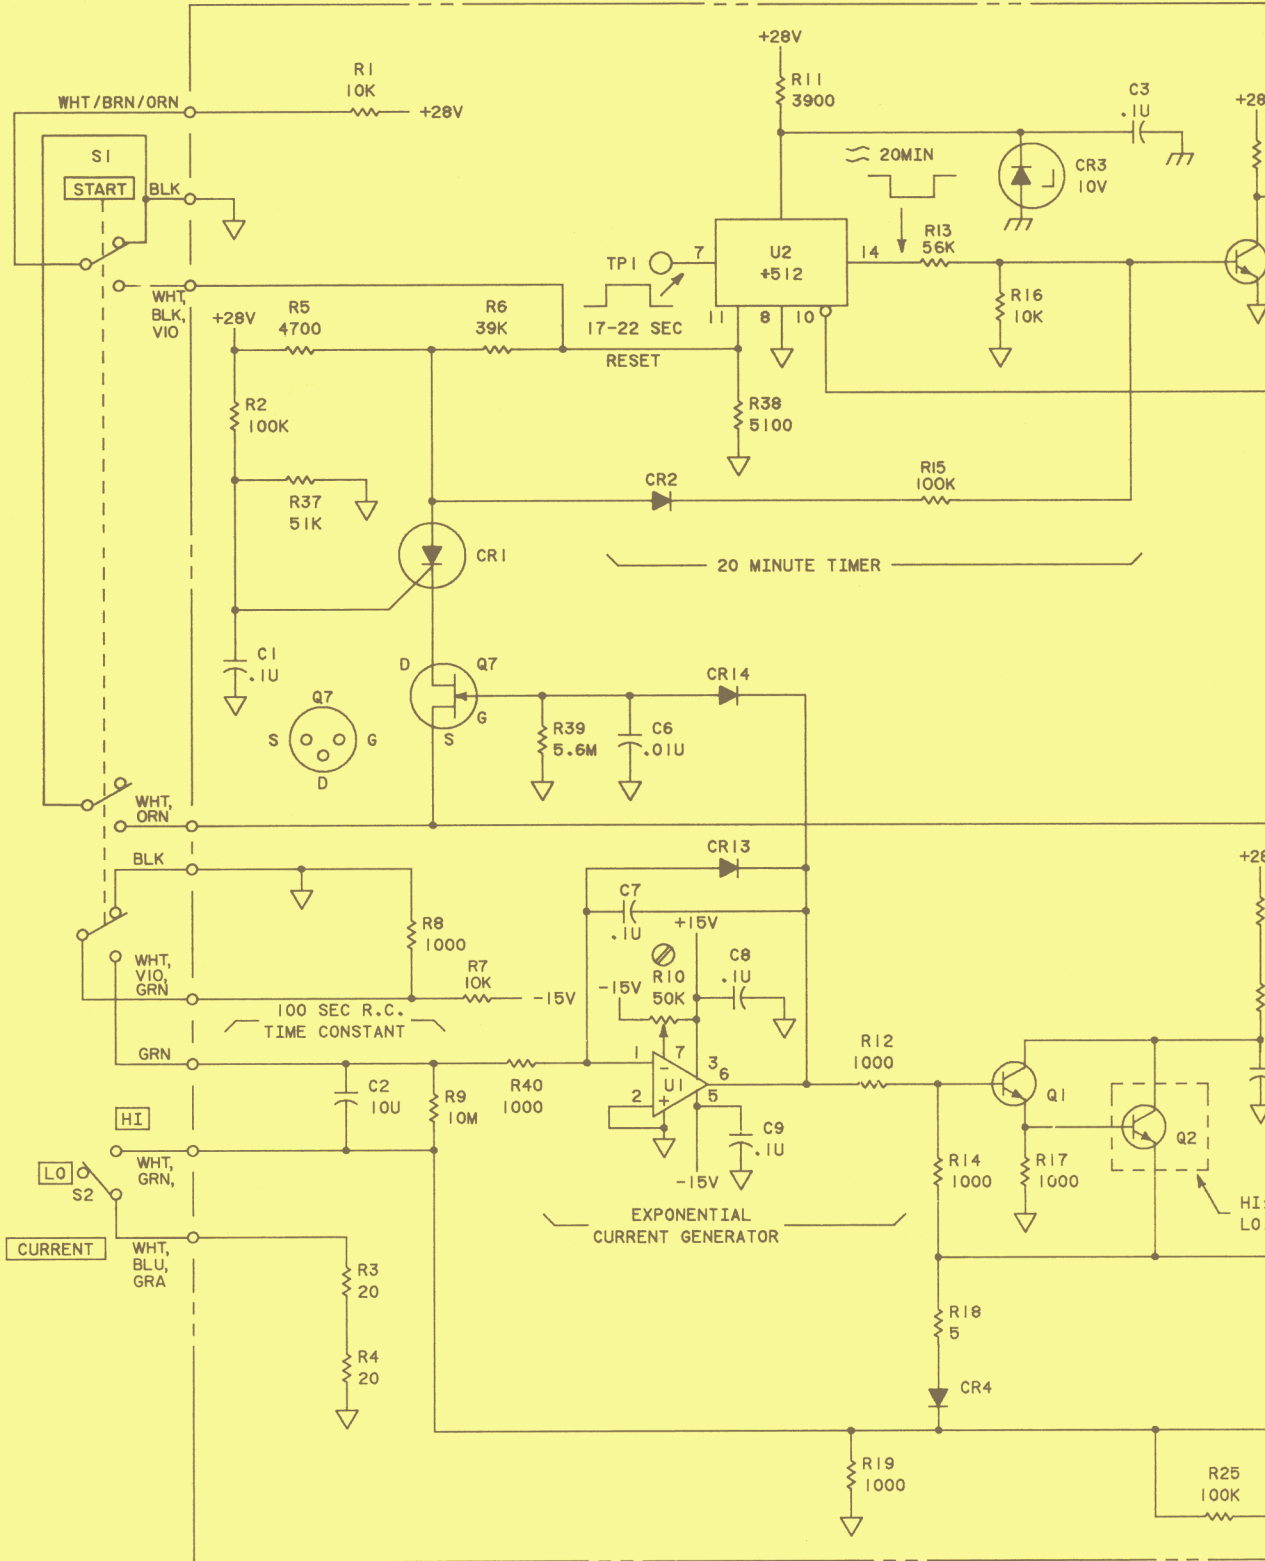 +28V
R11
3900
C3
.1U
+28
R1
10K
+28V
WHT/BRN/ORN
S1
START
BLK
≈ 20MIN
CR3
10V
TP1
7
U2
÷512
14
R13
56K
11
8
10
17-22 SEC
RESET
R16
10K
WHT,
BLK,
VIO
+28V
R5
4700
R6
39K
R2
100K
R38
5100
R37
51K
CR2
R15
100K
CR1
20 MINUTE TIMER
C1
.1U
D
Q7
G
S
CR14
Q7
S
G
D
R39
5.6M
C6
.01U
WHT,
ORN
BLK
CR13
+28
C7
.1U
+15V
R8
1000
WHT,
VIO,
GRN
R7
10K
-15V
-15V
R10
50K
C8
.1U
100 SEC R.C.
TIME CONSTANT
GRN
1
7
3
6
U1
-
+
2
5
R12
1000
C2
10U
R9
10M
R40
1000
Q1
Q2
C9
.1U
-15V
HI
WHT,
GRN,
LO
S2
R14
1000
R17
1000
HI:
LO
EXPONENTIAL
CURRENT GENERATOR
CURRENT
WHT,
BLU,
GRA
R3
20
R18
5
R4
20
CR4
R19
1000
R25
100K